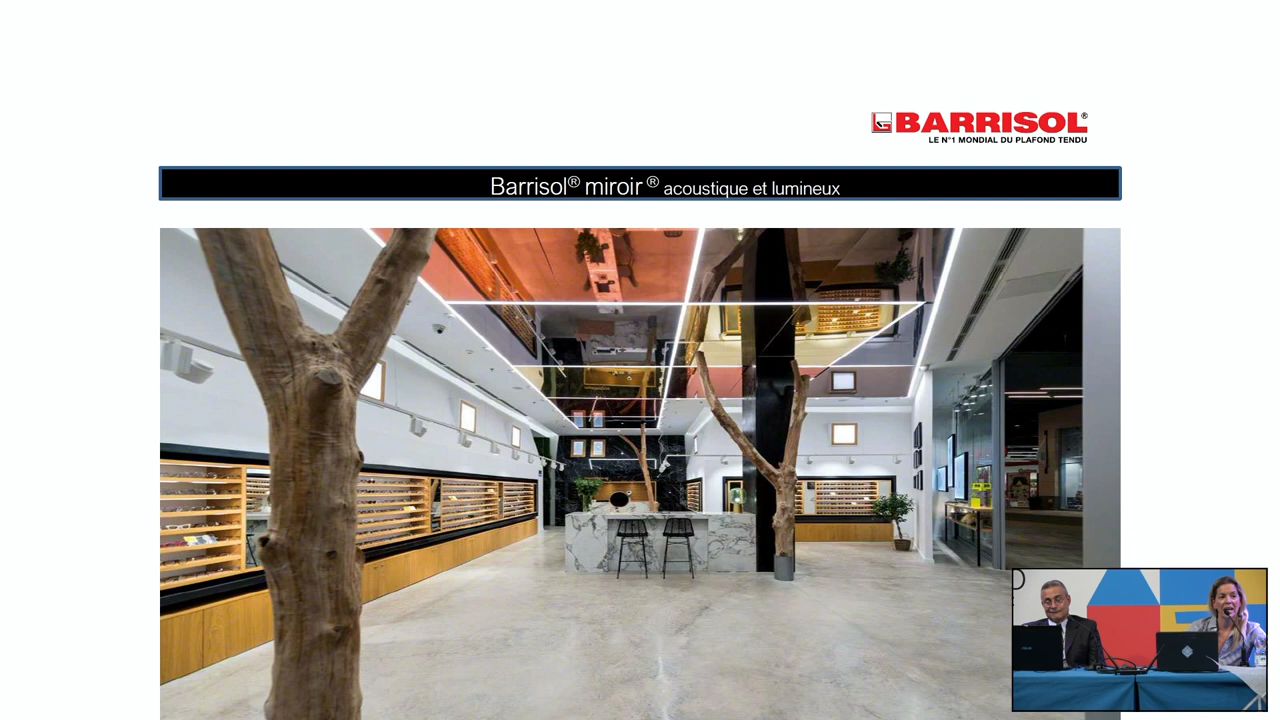 BARRISOL®
LE N°1 MONDIAL DU PLAFOND TENDU
Barrisol® miroir ® acoustique et lumineux